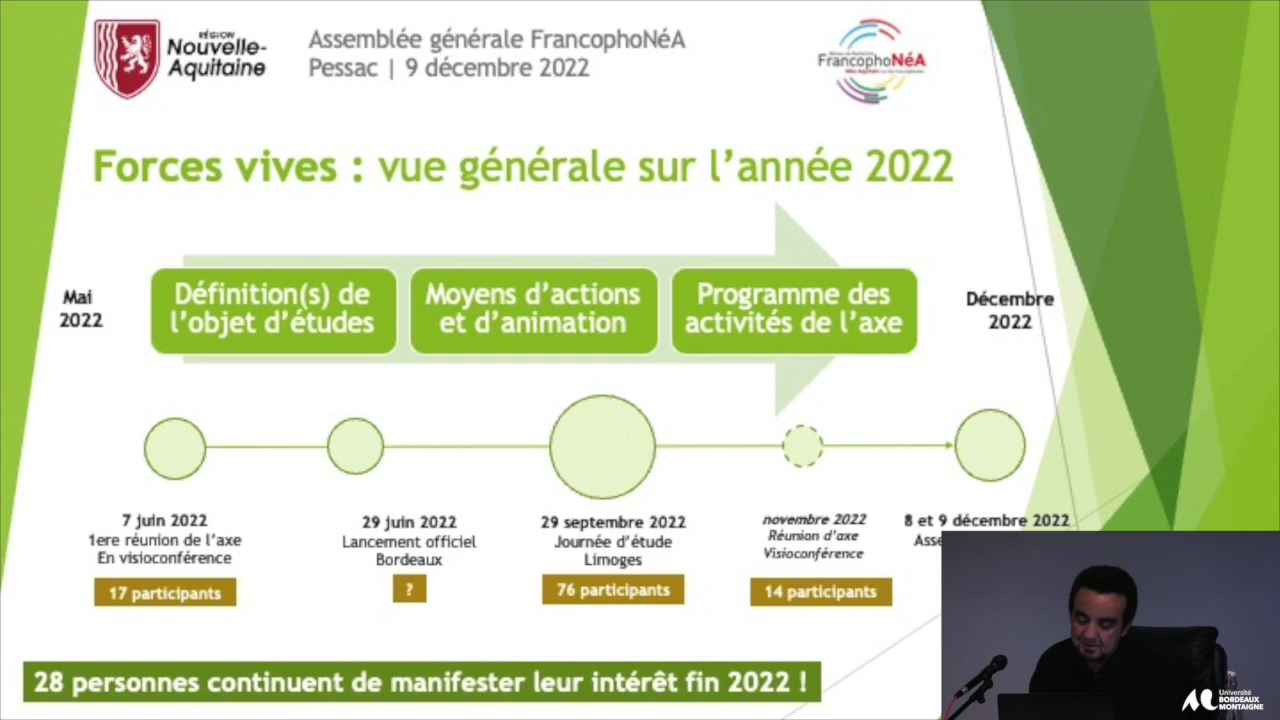 RÉGION
Nouvelle-
Aquitaine
Assemblée générale FrancophoNéA
Pessac | 9 décembre 2022
FrancophoNéA
Forces vives : vue générale sur l'année 2022
Mai
2022
Définition(s) de
l'objet d'études
Moyens d'actions
et d'animation
Programme des
activités de l'axe
Décembre
2022
7 juin 2022
1ere réunion de l'axe
En visioconférence
17 participants
29 juin 2022
Lancement officiel
Bordeaux
?
29 septembre 2022
Journée d'étude
Limoges
76 participants
novembre 2022
Réunion d'axe
Visioconférence
14 participants
8 et 9 décembre 2022
Asse
28 personnes continuent de manifester leur intérêt fin 2022 !
Université
BORDEAUX
MONTAIGNE